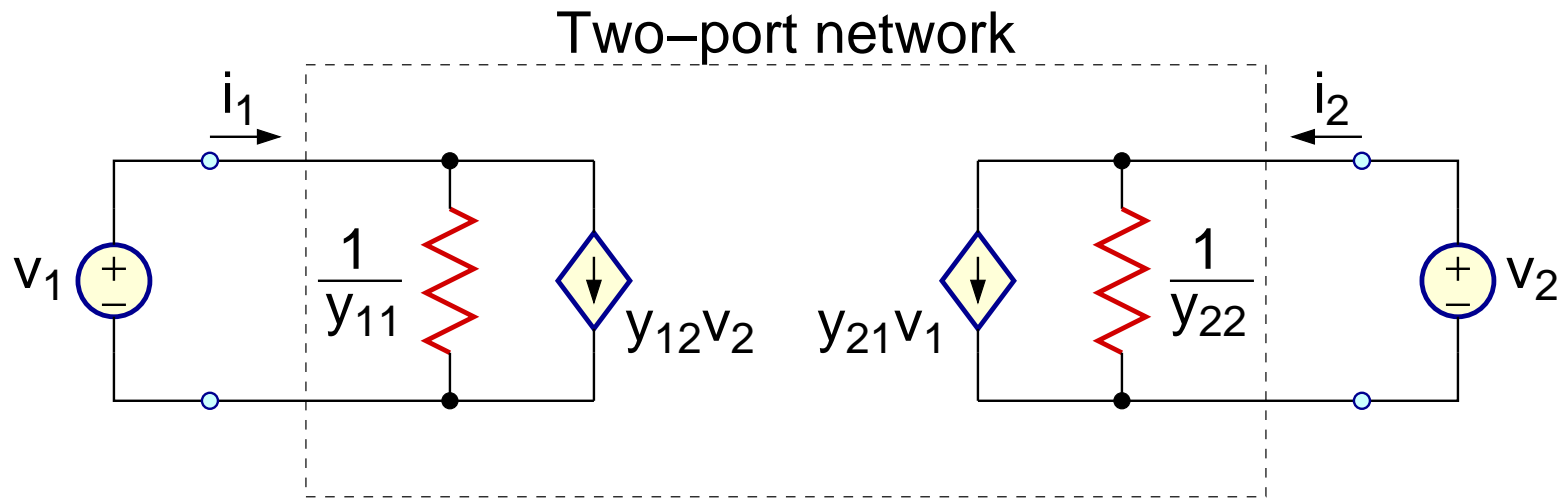 Two–port network
i1
i2
v1
+
–
1
y11
y12v2
y21v1
1
y22
+
–
v2